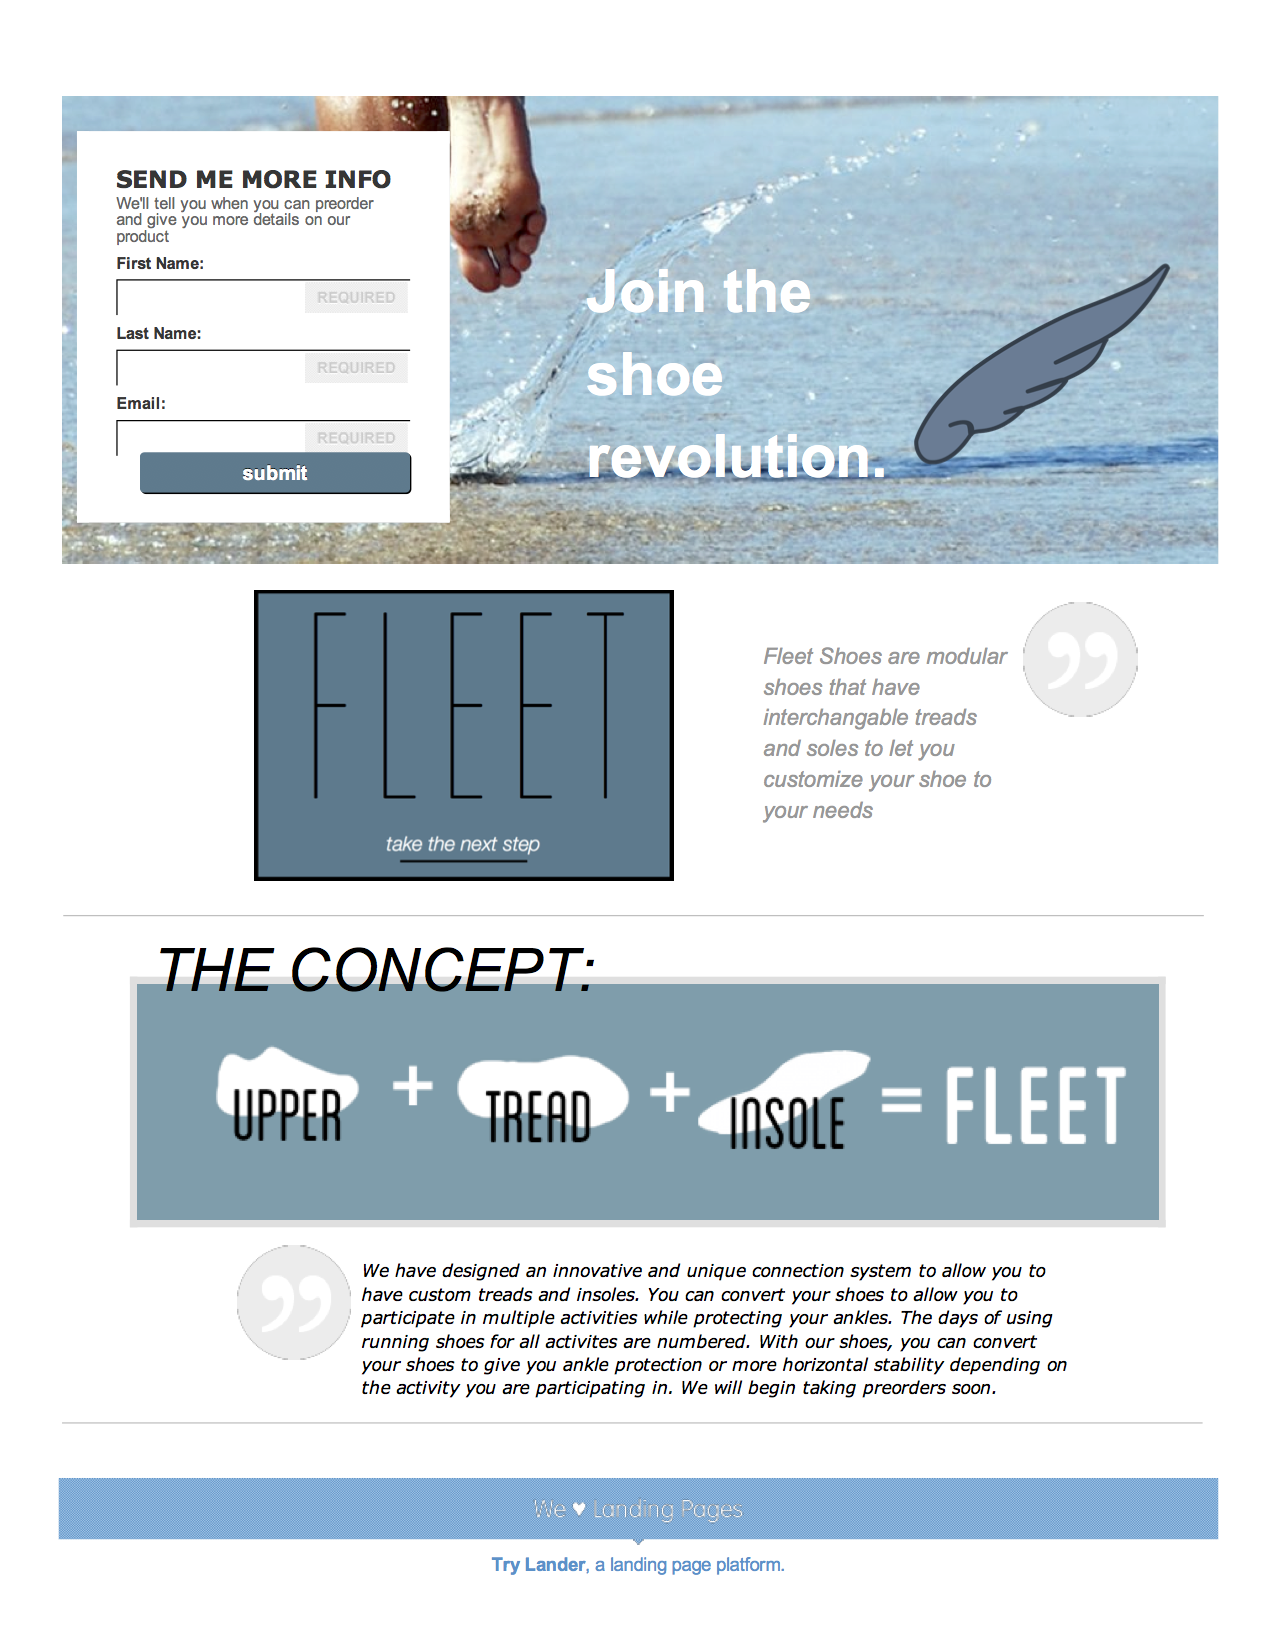 SEND ME MORE INFO
We'll tell you when you can preorder
and give you more details on our
product
First Name:
REQUIRED
Last Name:
REQUIRED
Email:
REQUIRED
submit
Join the
shoe
revolution.
FLEET
take the next step
Fleet Shoes are modular
shoes that have
interchangable treads
and soles to let you
customize your shoe to
your needs
THE CONCEPT:
UPPER + TREAD + INSOLE = FLEET
We have designed an innovative and unique connection system to allow you to
have custom treads and insoles. You can convert your shoes to allow you to
participate in multiple activities while protecting your ankles. The days of using
running shoes for all activites are numbered. With our shoes, you can convert
your shoes to give you ankle protection or more horizontal stability depending on
the activity you are participating in. We will begin taking preorders soon.
We ♥ Landing Pages
Try Lander, a landing page platform.